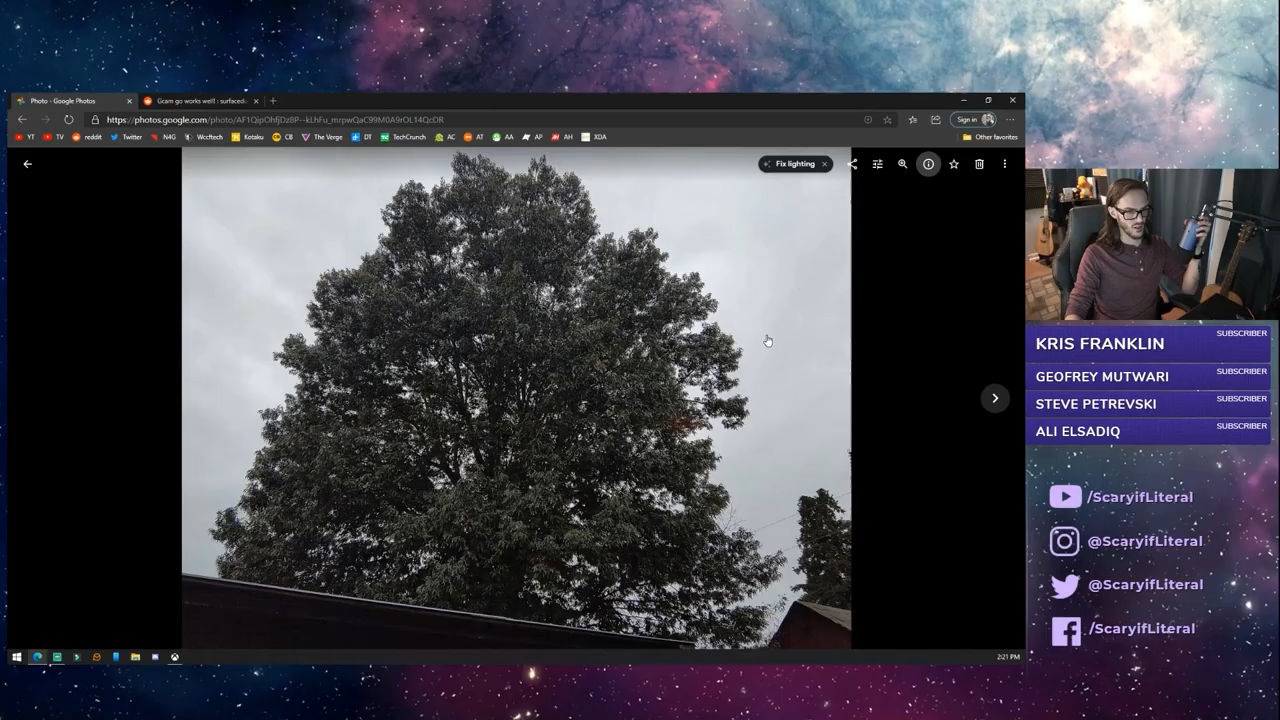 Photo - Google Photos
Gcam go works well! : surfaced
https://photos.google.com/photo/
Sign in
YT
TV
reddit
Twitter
N4G
Wccftech
Kotaku
CB
The Verge
DT
TechCrunch
AC
AT
AA
AP
AH
XDA
Other favorites
Fix lighting
SUBSCRIBER
KRIS FRANKLIN
SUBSCRIBER
GEOFREY MUTWARI
SUBSCRIBER
STEVE PETREVSKI
SUBSCRIBER
ALI ELSADIQ
/ScaryifLiteral
@ScaryifLiteral
@ScaryifLiteral
/ScaryifLiteral
2:21 PM